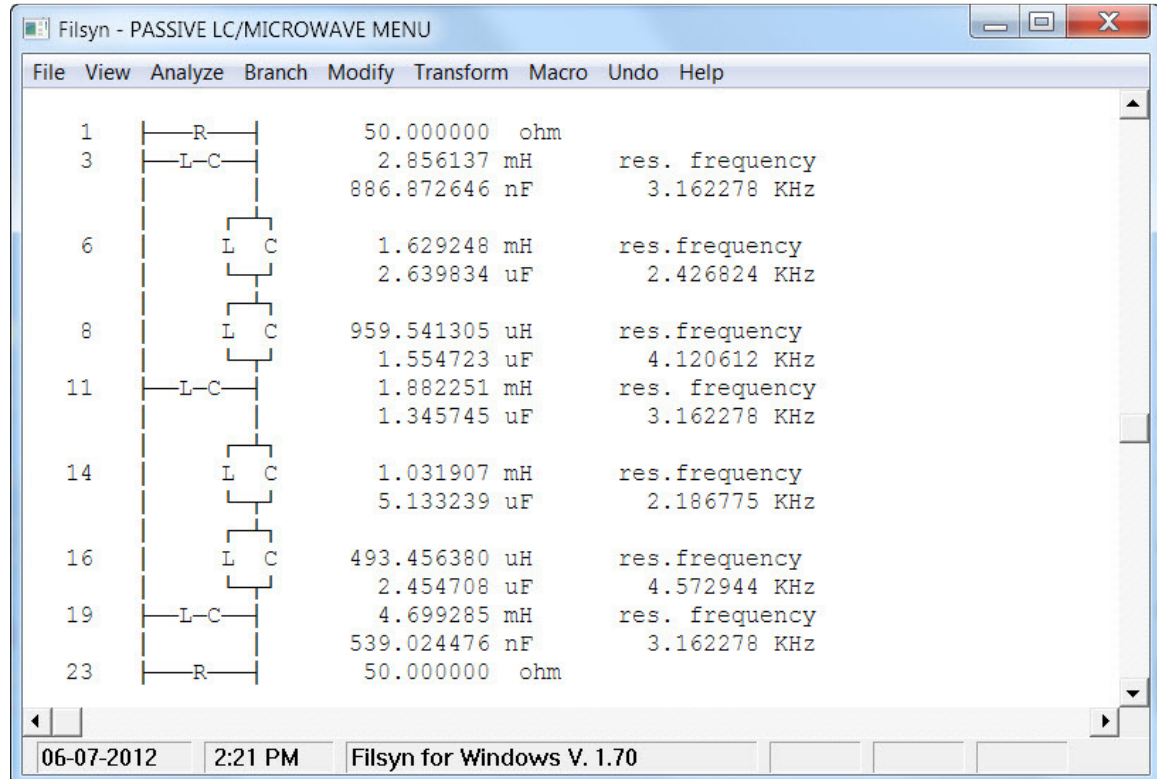 Filsyn - PASSIVE LC/MICROWAVE MENU
File View Analyze Branch Modify Transform Macro Undo Help
1 R 50.000000 ohm
3 L-C 2.856137 mH res. frequency
886.872646 nF 3.162278 KHz
6 L C 1.629248 mH res.frequency
2.639834 uF 2.426824 KHz
8 L C 959.541305 uH res.frequency
1.554723 uF 4.120612 KHz
11 L-C 1.882251 mH res. frequency
1.345745 uF 3.162278 KHz
14 L C 1.031907 mH res.frequency
5.133239 uF 2.186775 KHz
16 L C 493.456380 uH res.frequency
2.454708 uF 4.572944 KHz
19 L-C 4.699285 mH res. frequency
539.024476 nF 3.162278 KHz
23 R 50.000000 ohm
06-07-2012 2:21 PM Filsyn for Windows V. 1.70